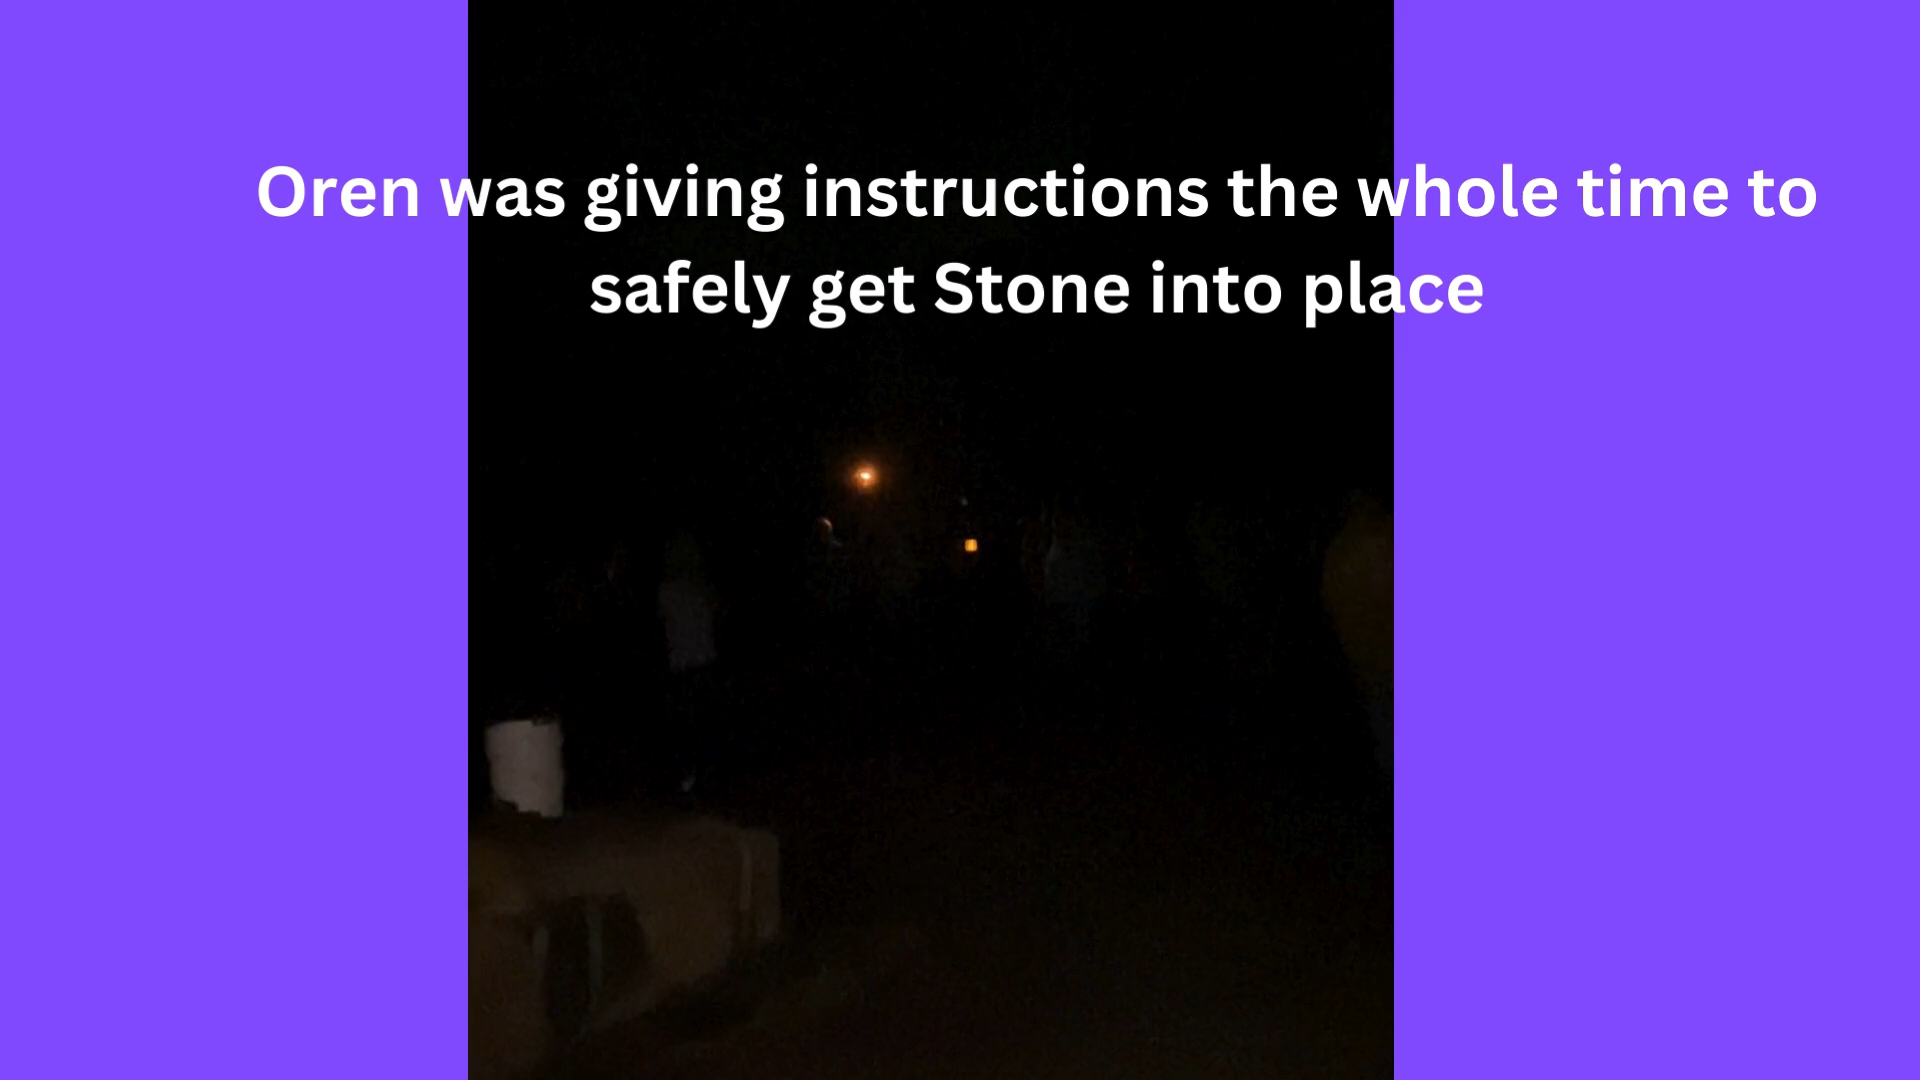 Oren was giving instructions the whole time to
safely get Stone into place